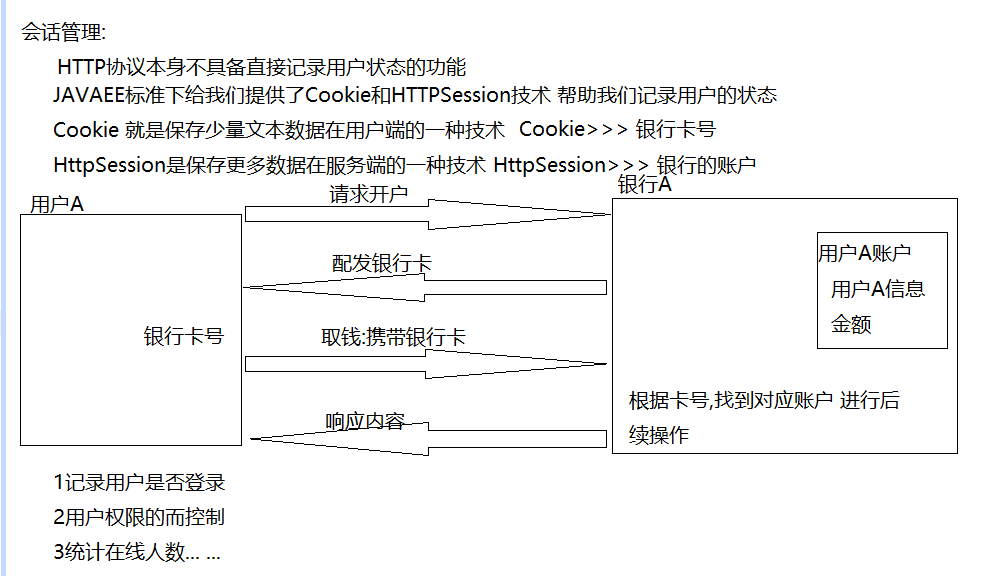 会话管理:
HTTP协议本身不具备直接记录用户状态的功能
JAVAEE标准下给我们提供了Cookie和HTTPSession技术 帮助我们记录用户的状态
Cookie 就是保存少量文本数据在用户端的一种技术 Cookie>>> 银行卡号
HttpSession是保存更多数据在服务端的一种技术 HttpSession>>> 银行的账户
用户A
请求开户
银行A
用户A账户
用户A信息
金额
配发银行卡
银行卡号
取钱:携带银行卡
根据卡号,找到对应账户 进行后
续操作
响应内容
1记录用户是否登录
2用户权限的而控制
3统计在线人数... ...